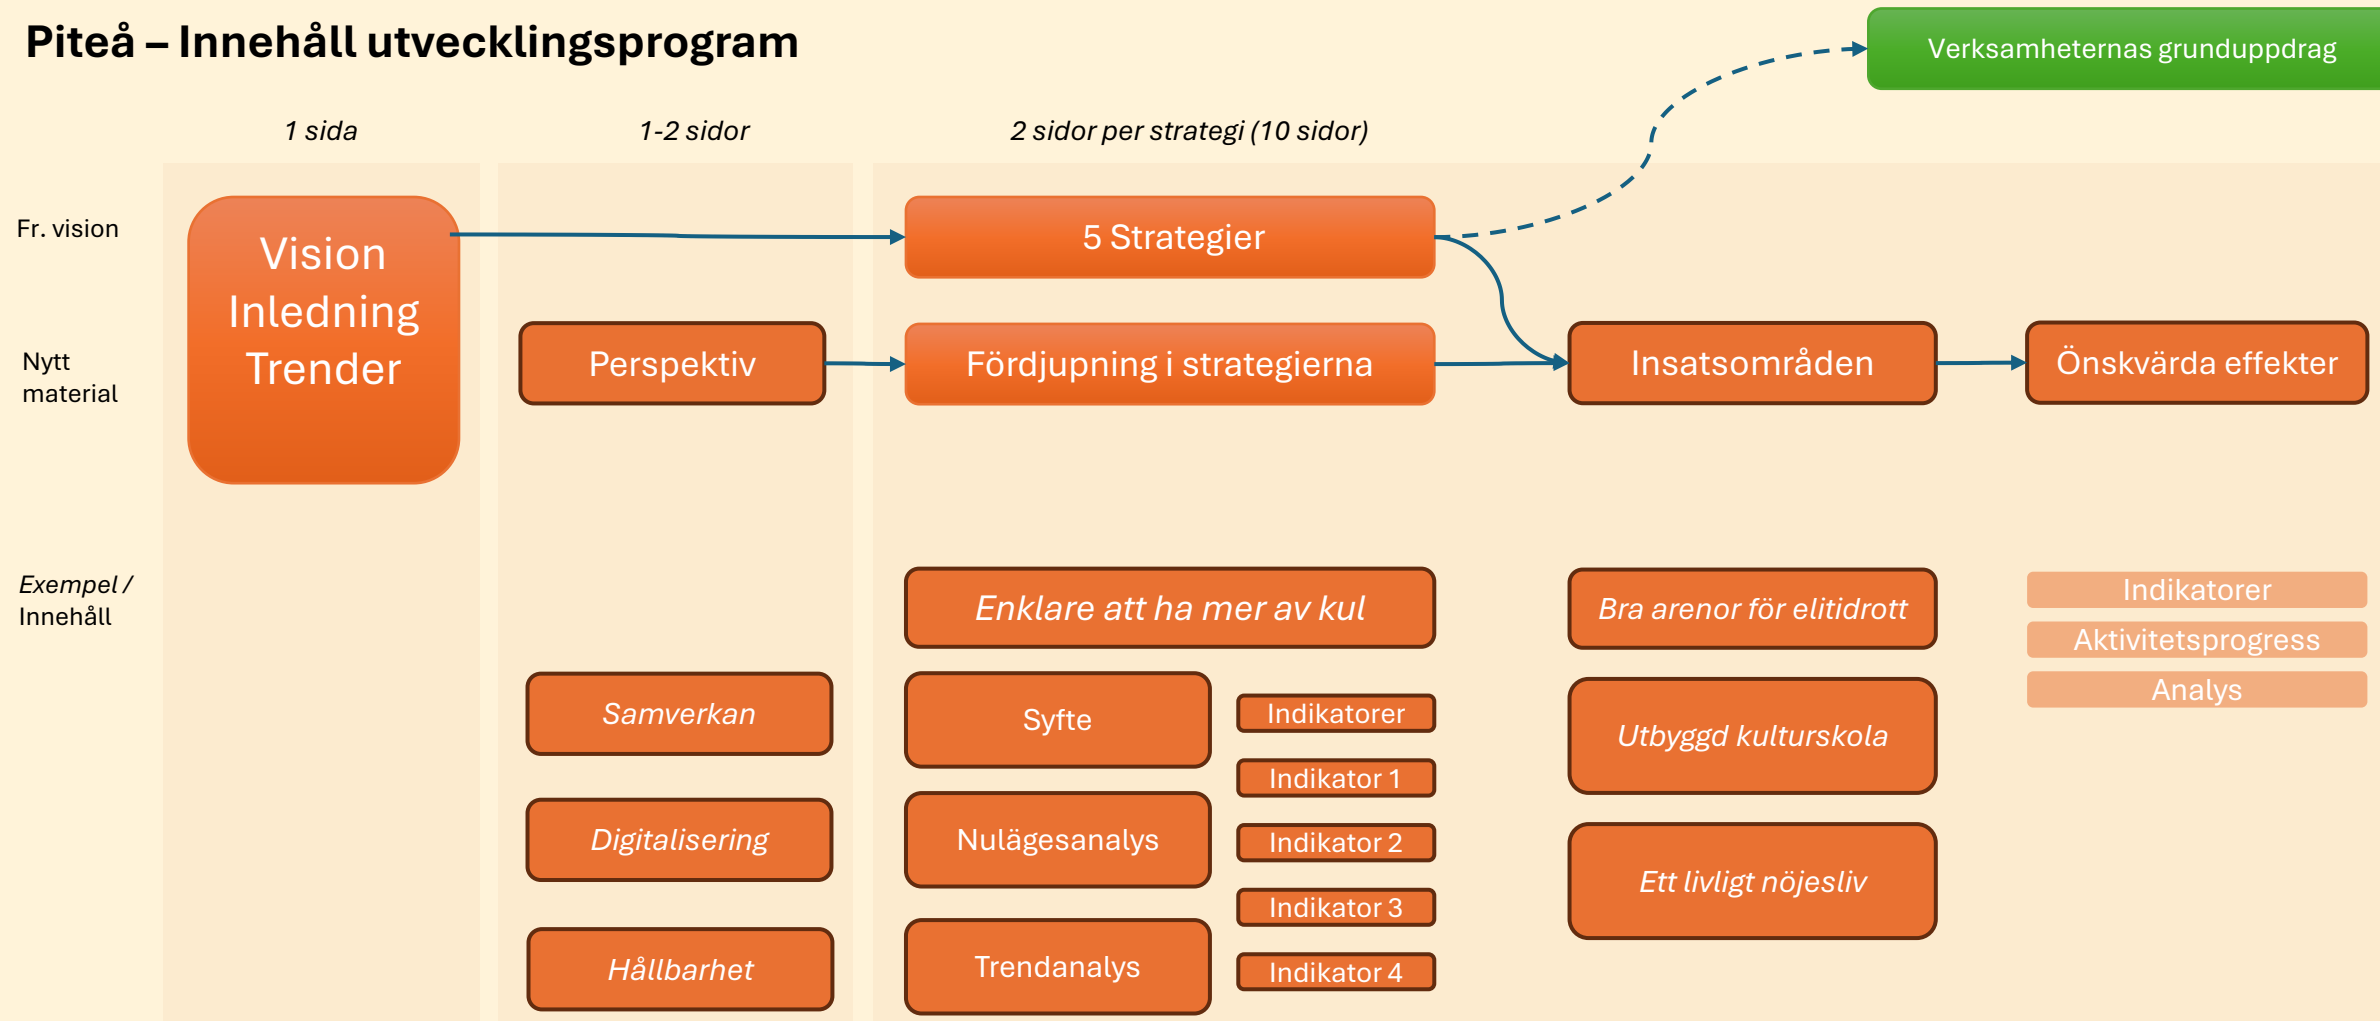 Piteå – Innehåll utvecklingsprogram
Verksamheternas grunduppdrag
1 sida
1-2 sidor
2 sidor per strategi (10 sidor)
Fr. vision
Vision
Inledning
Trender
5 Strategier
Nytt
material
Perspektiv
Fördjupning i strategierna
Insatsområden
Önskvärda effekter
Exempel /
Innehåll
Samverkan
Digitalisering
Hållbarhet
Enklare att ha mer av kul
Syfte
Nulägesanalys
Trendanalys
Indikatorer
Indikator 1
Indikator 2
Indikator 3
Indikator 4
Bra arenor för elitidrott
Utbyggd kulturskola
Ett livligt nöjesliv
Indikatorer
Aktivitetsprogress
Analys